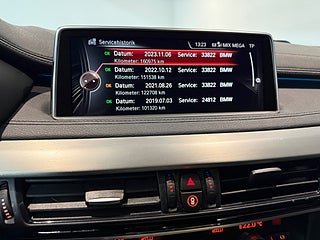 Servicehistorik 13:23 MIX MEGA TP
OK Datum: 2023.11.06 Service: 33822 BMW
Kilometer: 160975 km
OK Datum: 2022.10.12 Service: 33822 BMW
Kilometer: 151538 km
OK Datum: 2021.08.26 Service: 33822 BMW
Kilometer: 122708 km
OK Datum: 2019.07.03 Service: 24812 BMW
Kilometer: 101320 km